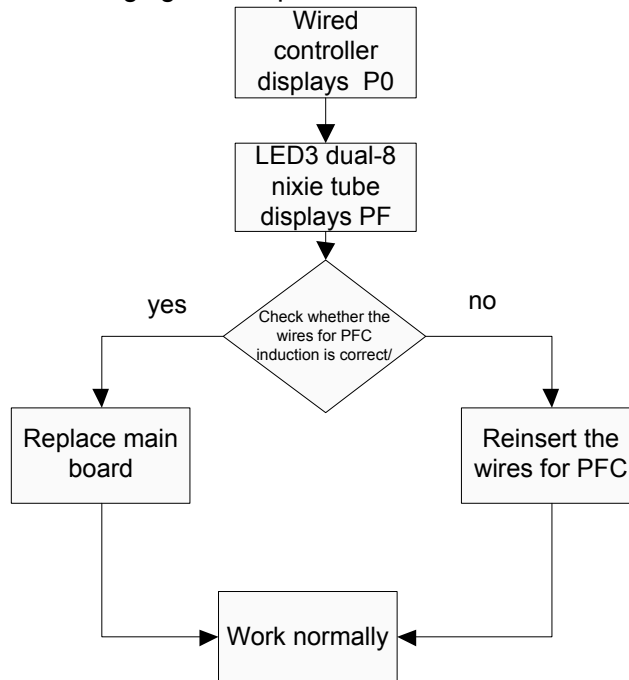 Wired
controller
displays P0
LED3 dual-8
nixie tube
displays PF
Check whether the
wires for PFC
induction is correct/
yes
no
Replace main
board
Reinsert the
wires for PFC
Work normally